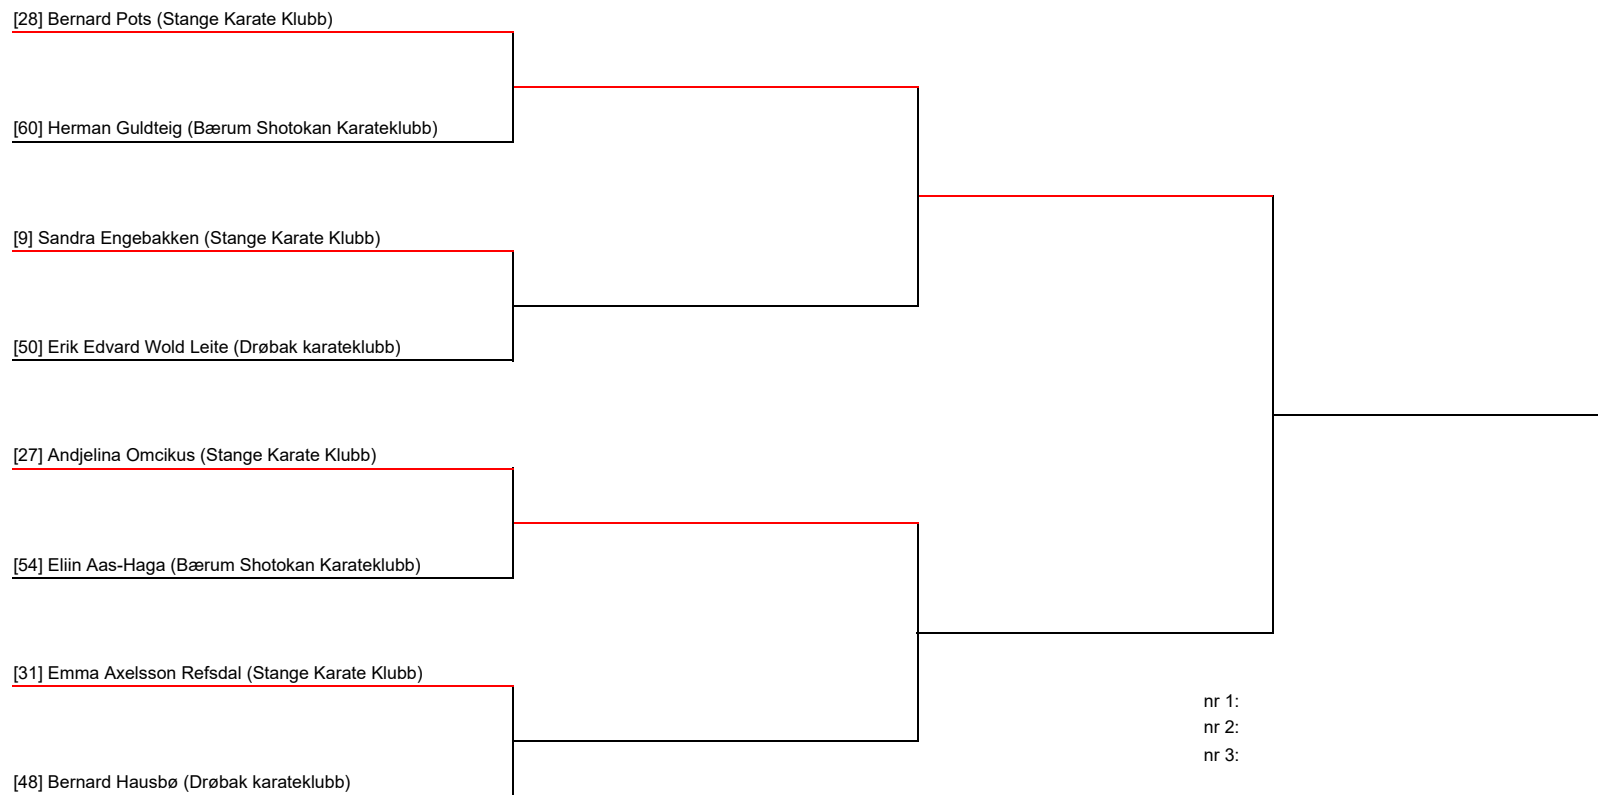 [28] Bernard Pots (Stange Karate Klubb)
[60] Herman Guldteig (Bærum Shotokan Karateklubb)
[9] Sandra Engebakken (Stange Karate Klubb)
[50] Erik Edvard Wold Leite (Drøbak karateklubb)
[27] Andjelina Omcikus (Stange Karate Klubb)
[54] Eliin Aas-Haga (Bærum Shotokan Karateklubb)
[31] Emma Axelsson Refsdal (Stange Karate Klubb)
[48] Bernard Hausbø (Drøbak karateklubb)
nr 1:
nr 2:
nr 3: